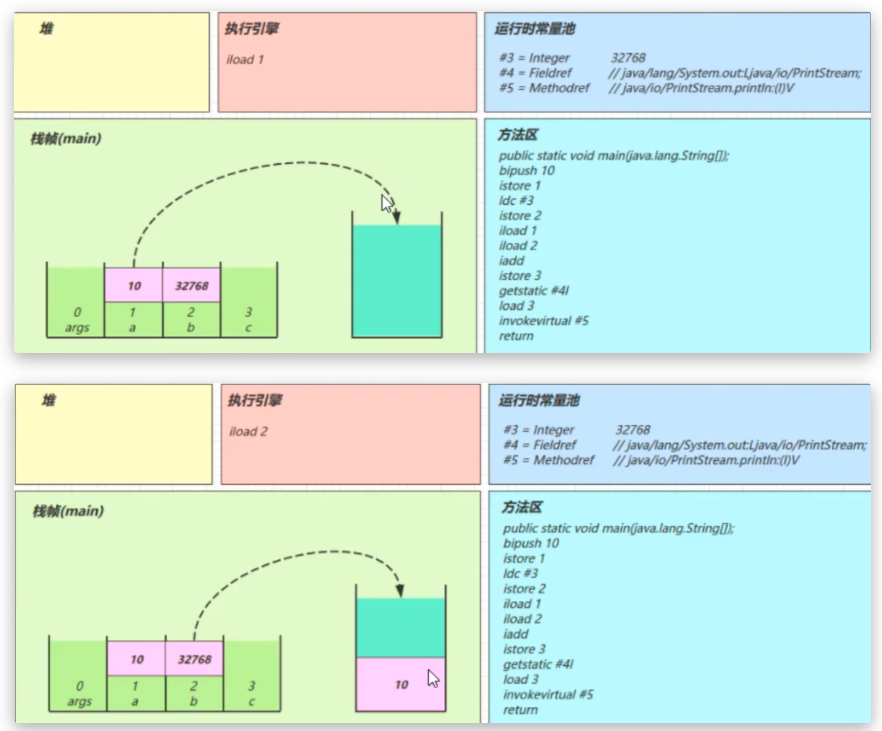 堆
执行引擎
iload 1
运行时常量池
#3 = Integer 32768
#4 = Fieldref // java/lang/System.out:Ljava/io/PrintStream;
#5 = Methodref // java/io/PrintStream.println:(I)V
栈帧(main)
10 32768
0 1 2 3
args a b c
方法区
public static void main(java.lang.String[]);
bipush 10
istore 1
ldc #3
istore 2
iload 1
iload 2
iadd
istore 3
getstatic #4l
load 3
invokevirtual #5
return
堆
执行引擎
iload 2
运行时常量池
#3 = Integer 32768
#4 = Fieldref // java/lang/System.out:Ljava/io/PrintStream;
#5 = Methodref // java/io/PrintStream.println:(I)V
栈帧(main)
10 32768
0 1 2 3
args a b c
10
方法区
public static void main(java.lang.String[]);
bipush 10
istore 1
ldc #3
istore 2
iload 1
iload 2
iadd
istore 3
getstatic #4l
load 3
invokevirtual #5
return